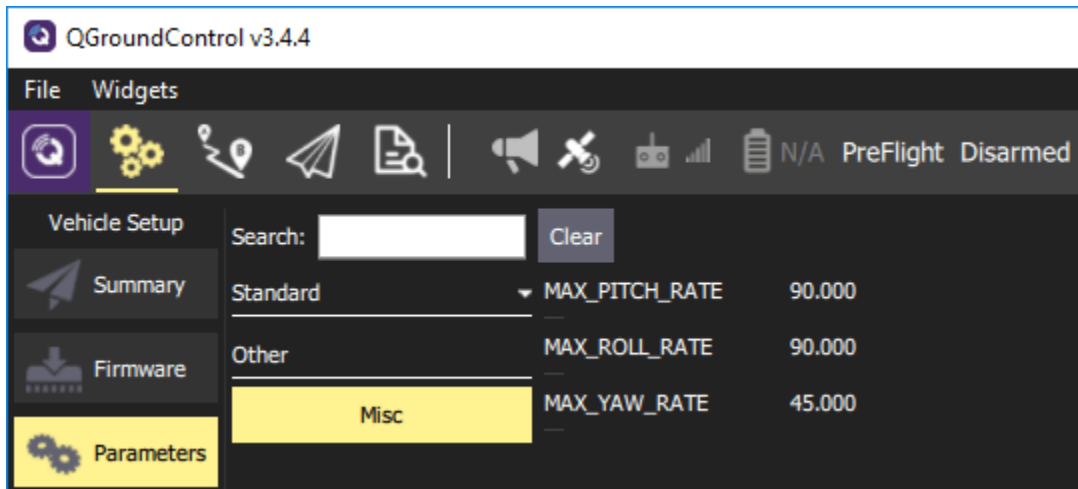 QGroundControl v3.4.4
File Widgets
N/A PreFlight Disarmed
Vehicle Setup
Summary
Firmware
Parameters
Search: Clear
Standard
Other
Misc
MAX_PITCH_RATE 90.000
MAX_ROLL_RATE 90.000
MAX_YAW_RATE 45.000